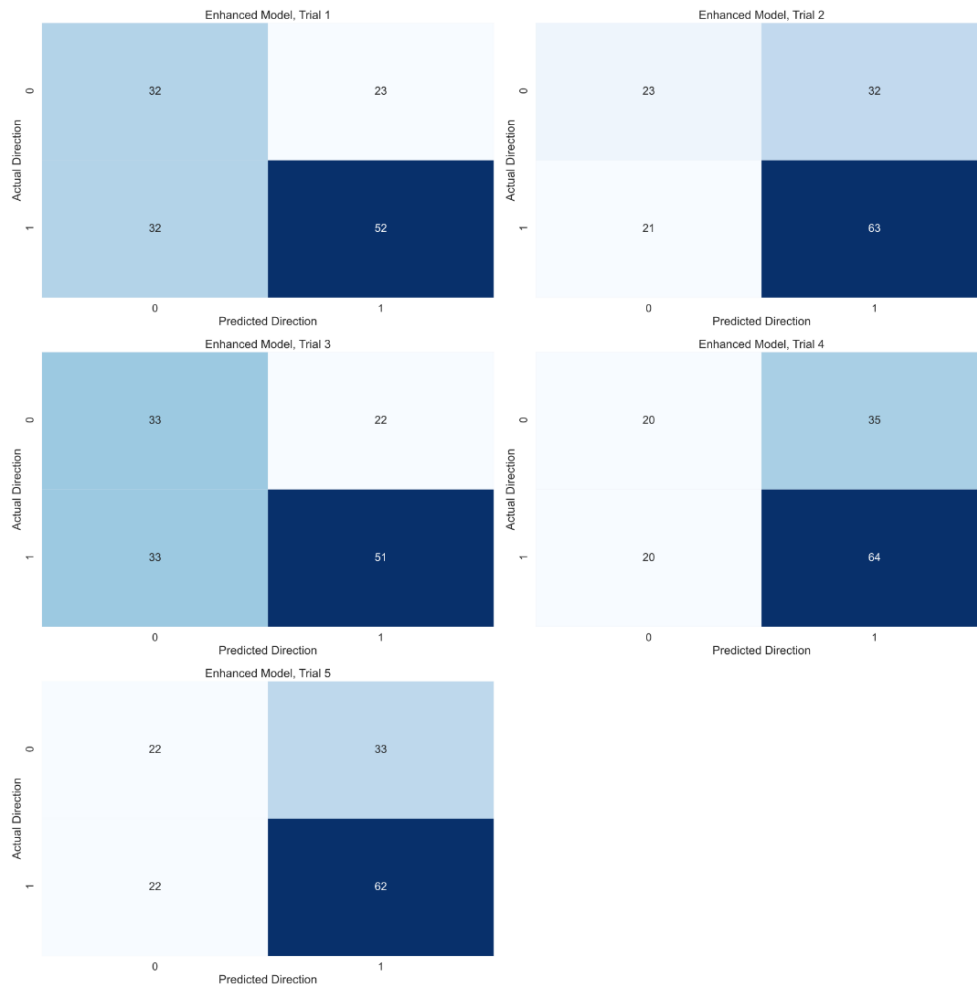 Enhanced Model, Trial 1
0
32
23
Actual Direction
1
32
52
0
1
Predicted Direction
Enhanced Model, Trial 2
0
23
32
Actual Direction
1
21
63
0
1
Predicted Direction
Enhanced Model, Trial 3
0
33
22
Actual Direction
1
33
51
0
1
Predicted Direction
Enhanced Model, Trial 4
0
20
35
Actual Direction
1
20
64
0
1
Predicted Direction
Enhanced Model, Trial 5
0
22
33
Actual Direction
1
22
62
0
1
Predicted Direction